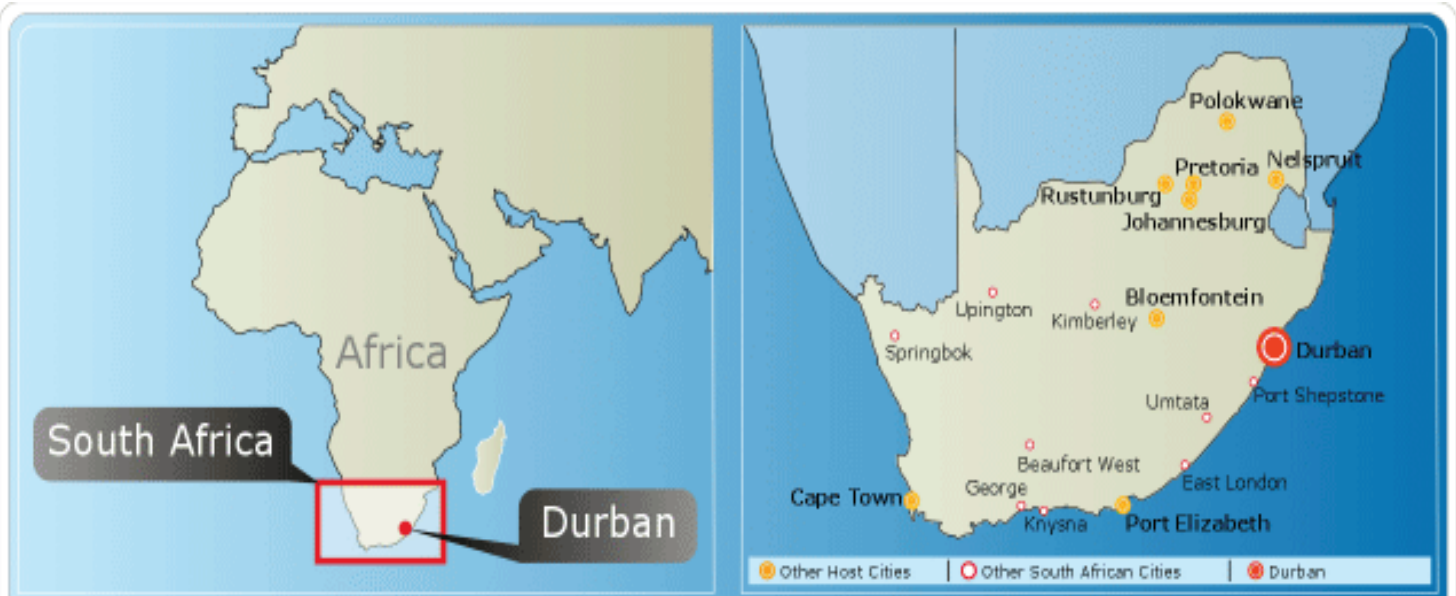 Africa
South Africa
Durban
Polokwane
Pretoria
Nelspruit
Rustunburg
Johannesburg
Upington
Kimberley
Bloemfontein
Springbok
Durban
Port Shepstone
Umtata
Beaufort West
East London
George
Cape Town
Knysna
Port Elizabeth
Other Host Cities | Other South African Cities | Durban